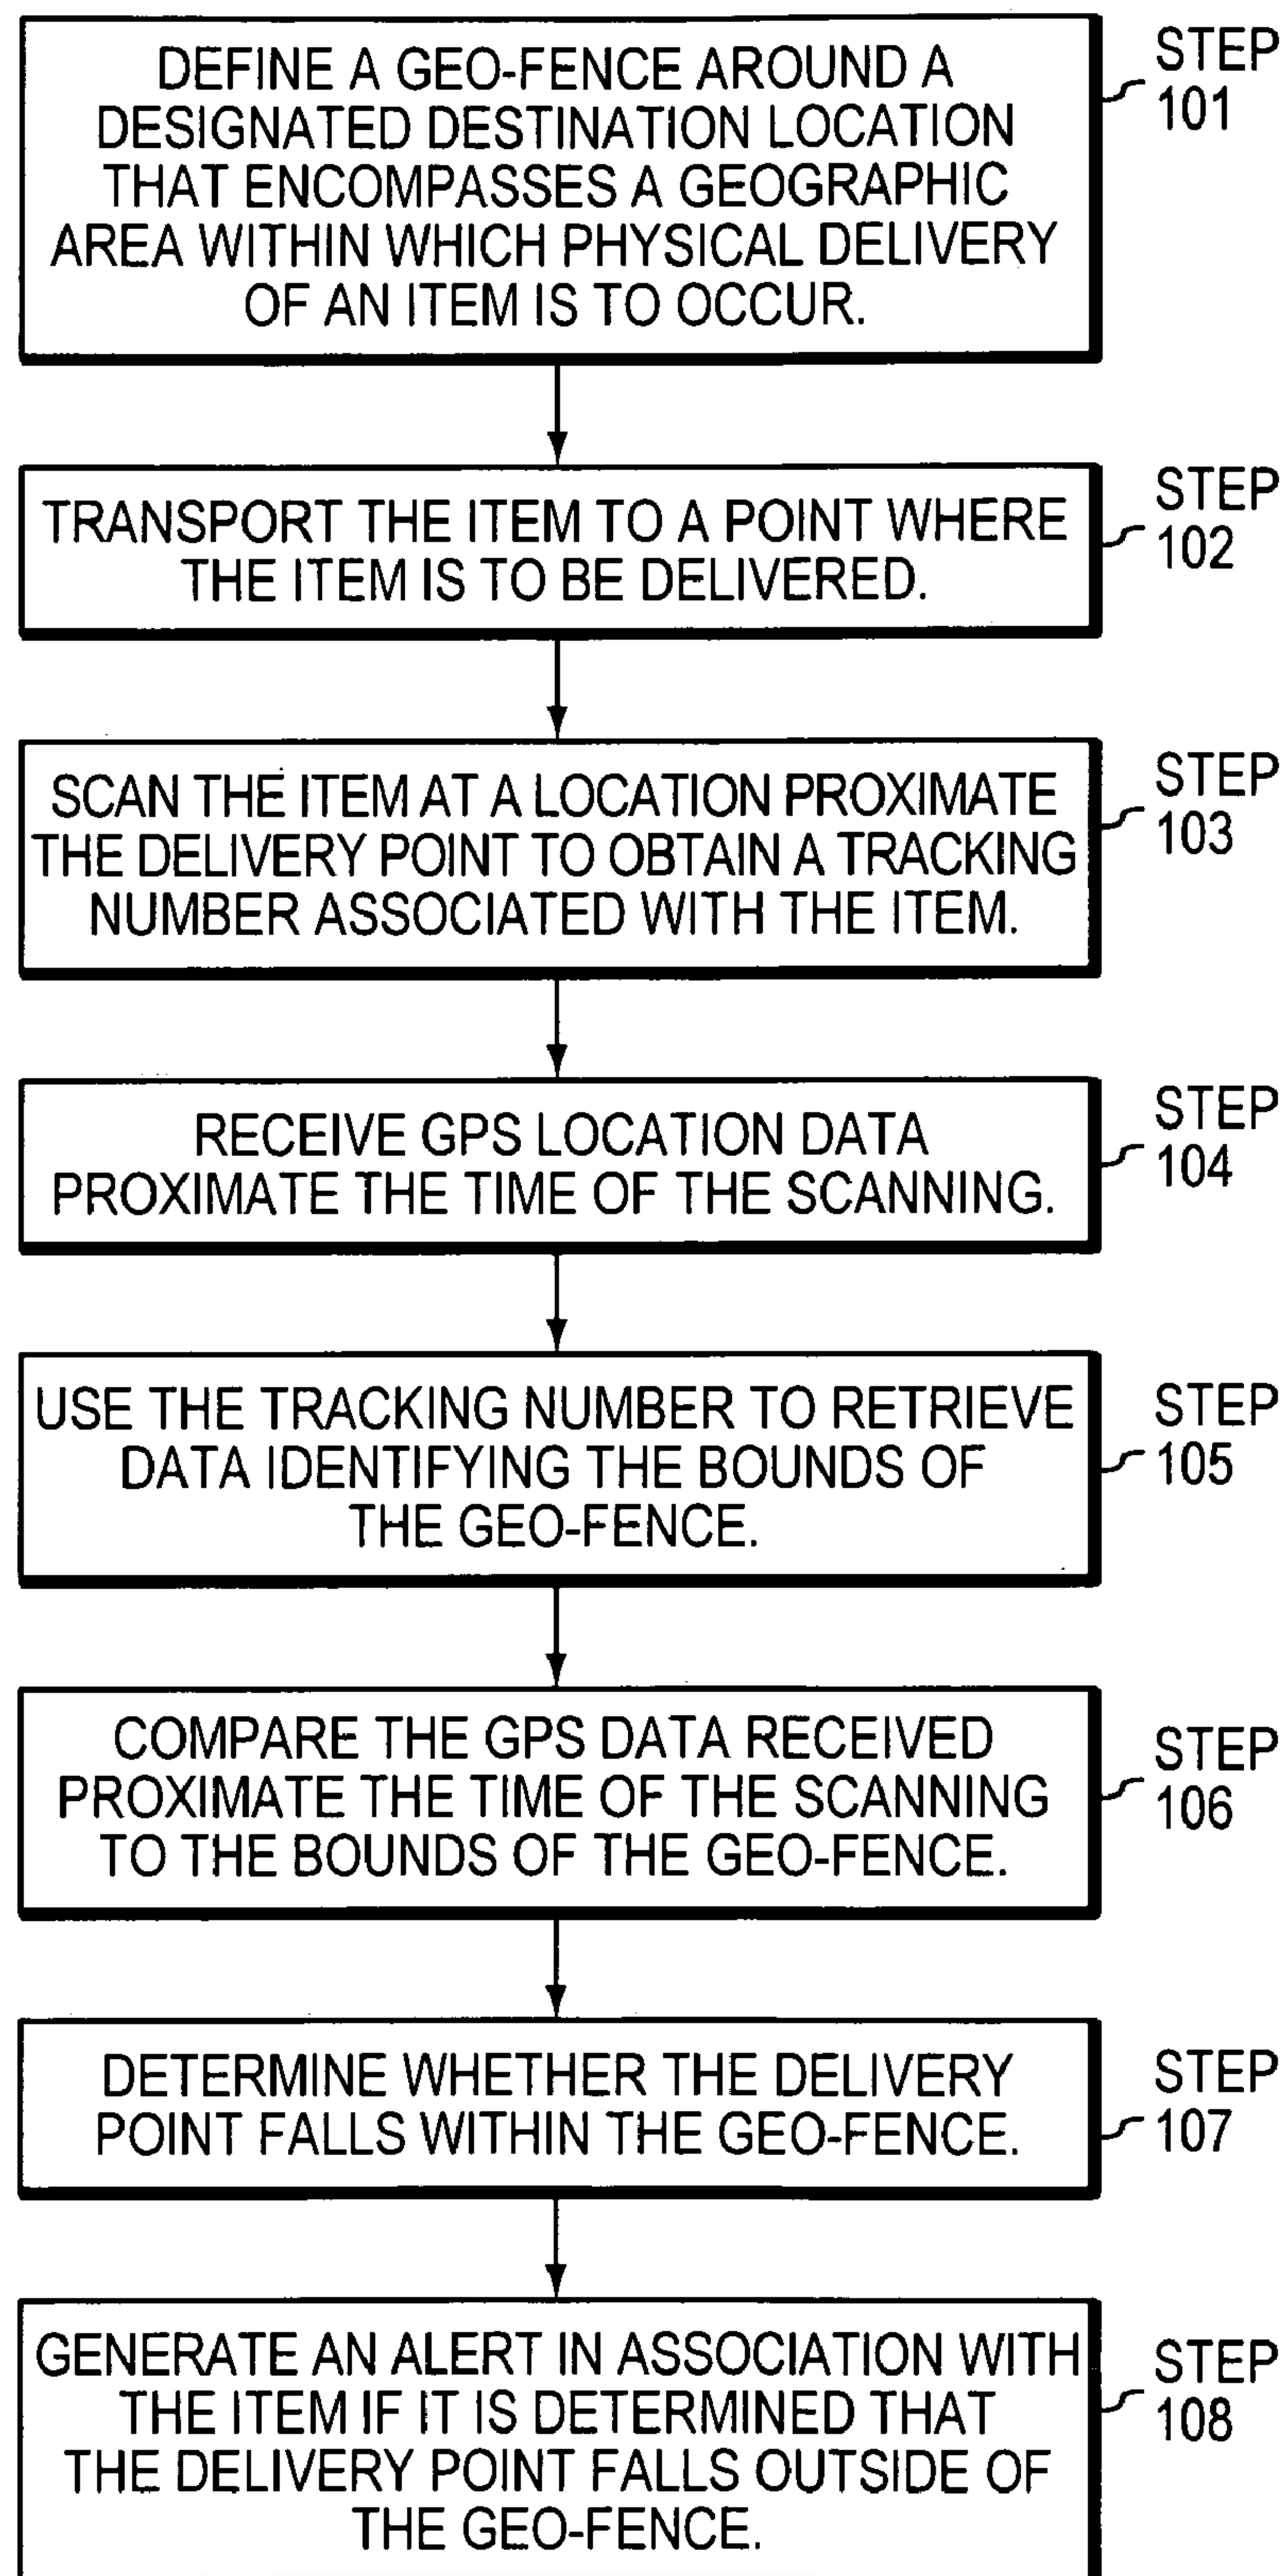 DEFINE A GEO-FENCE AROUND A
DESIGNATED DESTINATION LOCATION
THAT ENCOMPASSES A GEOGRAPHIC
AREA WITHIN WHICH PHYSICAL DELIVERY
OF AN ITEM IS TO OCCUR.
STEP
101
TRANSPORT THE ITEM TO A POINT WHERE
THE ITEM IS TO BE DELIVERED.
STEP
102
SCAN THE ITEM AT A LOCATION PROXIMATE
THE DELIVERY POINT TO OBTAIN A TRACKING
NUMBER ASSOCIATED WITH THE ITEM.
STEP
103
RECEIVE GPS LOCATION DATA
PROXIMATE THE TIME OF THE SCANNING.
STEP
104
USE THE TRACKING NUMBER TO RETRIEVE
DATA IDENTIFYING THE BOUNDS OF
THE GEO-FENCE.
STEP
105
COMPARE THE GPS DATA RECEIVED
PROXIMATE THE TIME OF THE SCANNING
TO THE BOUNDS OF THE GEO-FENCE.
STEP
106
DETERMINE WHETHER THE DELIVERY
POINT FALLS WITHIN THE GEO-FENCE.
STEP
107
GENERATE AN ALERT IN ASSOCIATION WITH
THE ITEM IF IT IS DETERMINED THAT
THE DELIVERY POINT FALLS OUTSIDE OF
THE GEO-FENCE.
STEP
108